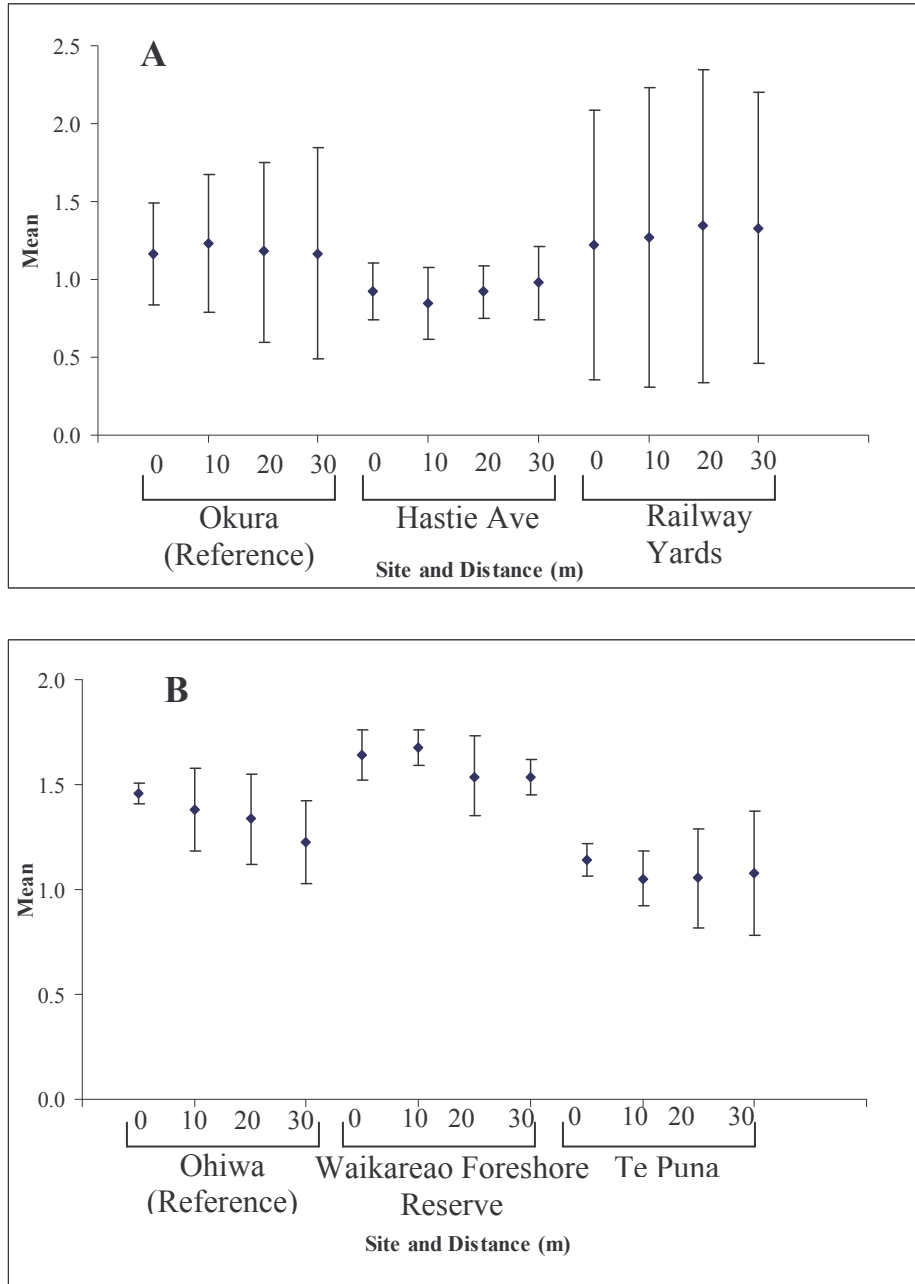 A
2.5
2.0
1.5
1.0
0.5
0.0
Mean
0 10 20 30 0 10 20 30 0 10 20 30
Okura Hastie Ave Railway
(Reference) Yards
Site and Distance (m)
B
2.0
1.5
1.0
0.5
0.0
Mean
0 10 20 30 0 10 20 30 0 10 20 30
Ohiwa Waikareao Foreshore Te Puna
(Reference) Reserve
Site and Distance (m)